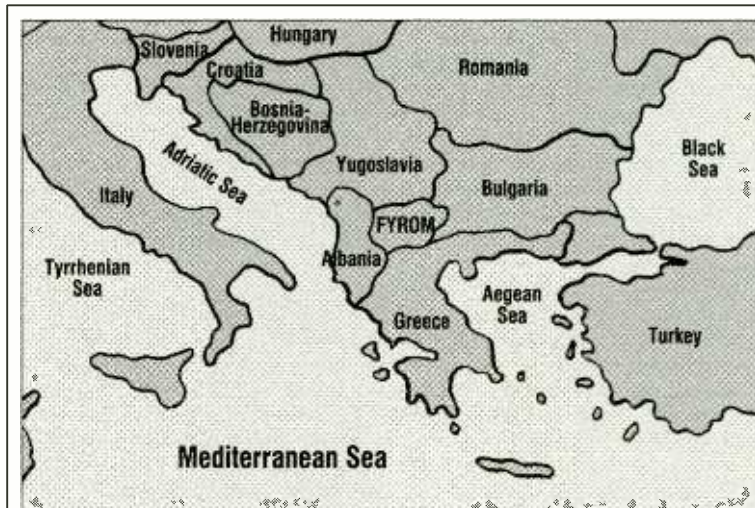 Hungary
Slovenia
Croatia
Romania
Bosnia-
Herzegovina
Adriatic Sea
Yugoslavia
Black
Sea
Italy
Bulgaria
FYROM
Albania
Tyrrhenian
Sea
Aegean
Sea
Greece
Turkey
Mediterranean Sea